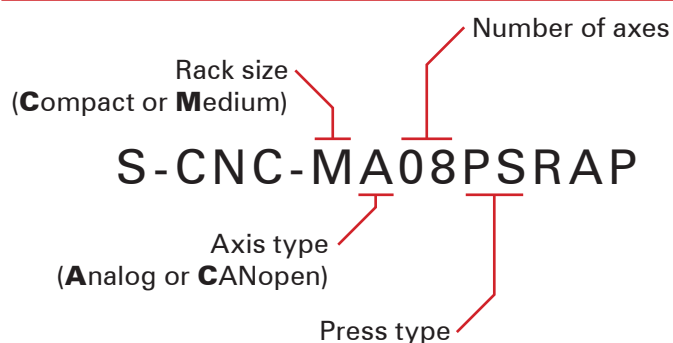 Number of axes
Rack size
(Compact or Medium)
S-CNC-MA08PSRAP
Axis type
(Analog or CANopen)
Press type